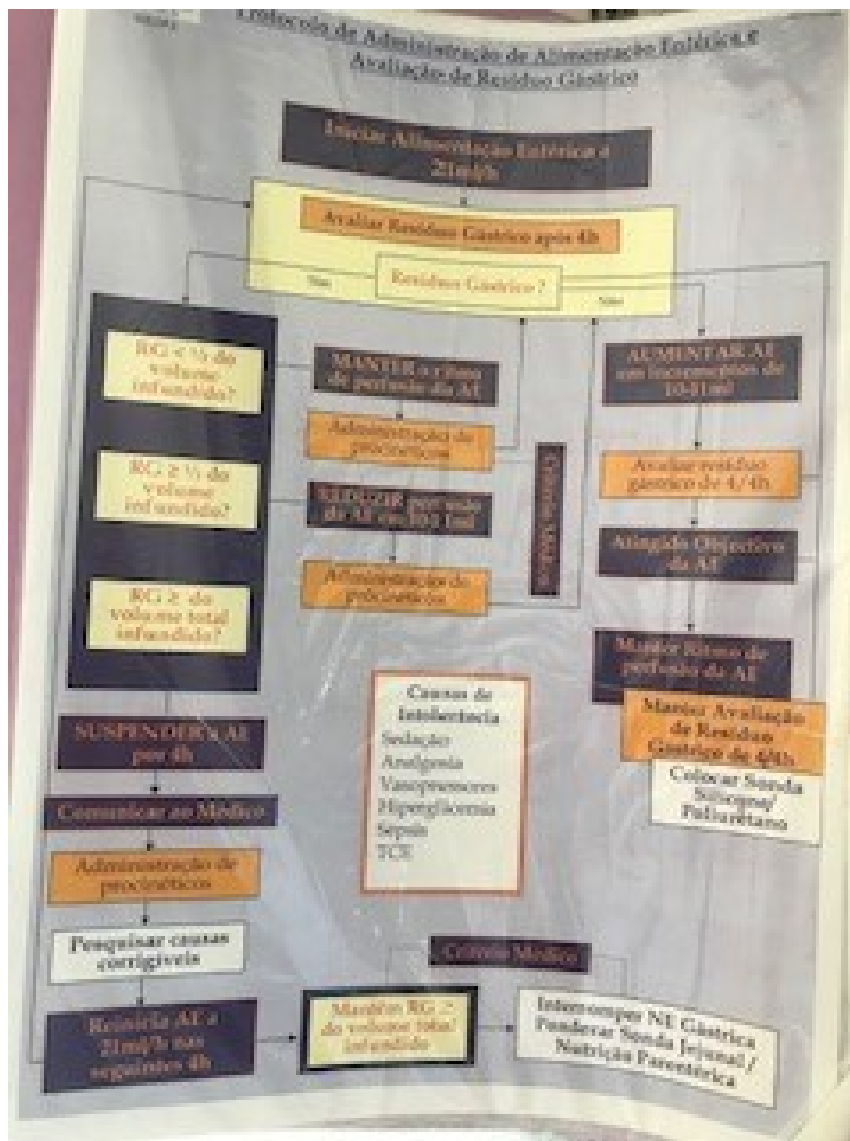 Protocolo de Administração de Alimentação Entérica e
Avaliação de Resíduo Gástrico
Iniciar Alimentação Entérica a
21ml/h
Avaliar Resíduo Gástrico após 4h
Resíduo Gástrico ?
Sim
Não
RG < ½ do
volume
infundido?
MANTER o ritmo
de perfusão da AE
Administração de
procinéticos
RG ≥ ½ do
volume
infundido?
REDUZIR perfusão
da AE
Administração de
procinéticos
RG ≥ do
volume total
infundido?
Critério Médico
AUMENTAR AE
em incrementos de
10-11ml
Avaliar resíduo
gástrico de 4/4h
Atingido Objectivo
da AE
Manter Ritmo de
perfusão da AE
Manter Avaliação
de Resíduo
Gástrico de 4/4h
Colocar Sonda
Silicone/
Poliuretano
SUSPENDER AE
por 4h
Comunicar ao Médico
Administração de
procinéticos
Pesquisar causas
corrigíveis
Reinicia AE a
21ml/h nas
seguintes 4h
Causas de
Intolerância
Sedação
Analgesia
Vasopressores
Hiperglicemia
Sepsis
TCE
Critério Médico
Mantém RG ≥
do volume total
infundido
Interromper NE Gástrica
Ponderar Sonda Jejunal /
Nutrição Parentérica